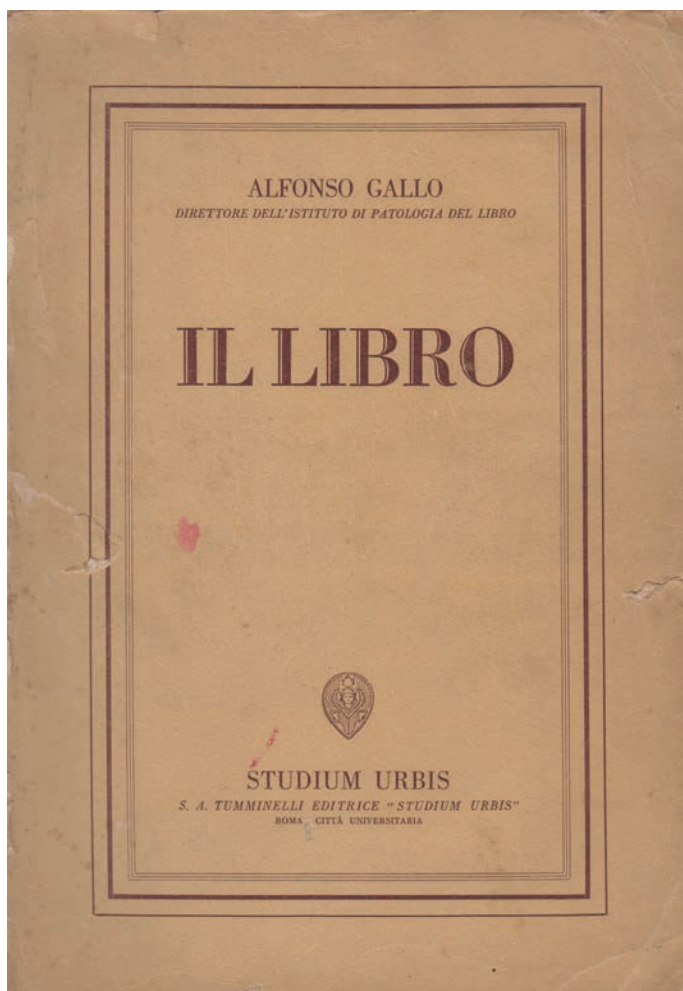 ALFONSO GALLO
DIRETTORE DELL'ISTITUTO DI PATOLOGIA DEL LIBRO
IL LIBRO
STUDIUM URBIS
S. A. TUMMINELLI EDITRICE "STUDIUM URBIS"
ROMA CITTÀ UNIVERSITARIA